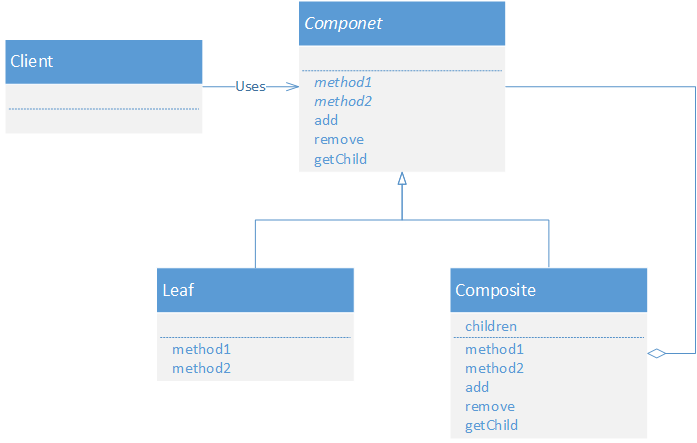 Componet
Client
method1
method2
add
remove
getChild
Uses
Leaf
method1
method2
Composite
children
method1
method2
add
remove
getChild